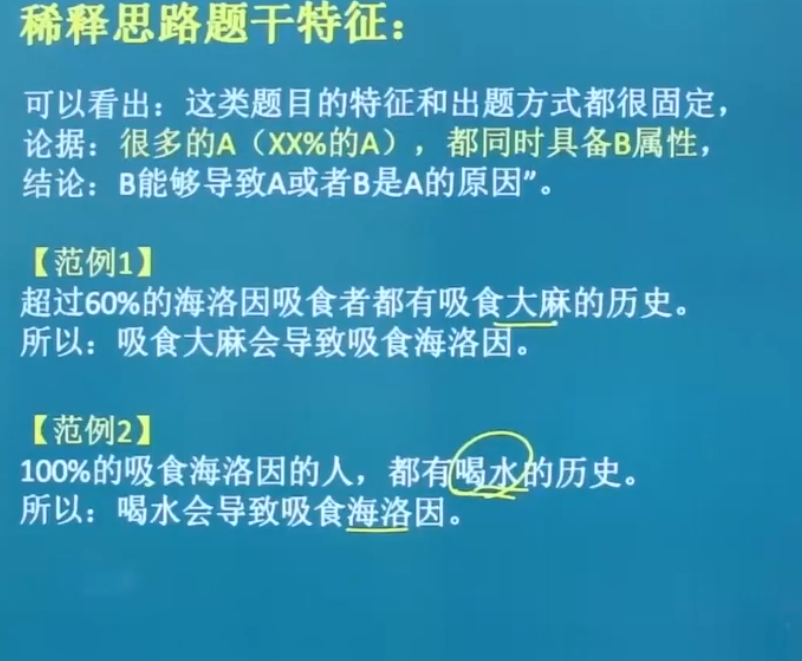 稀释思路题干特征：
可以看出：这类题目的特征和出题方式都很固定，
论据：很多的A（XX%的A），都同时具备B属性，
结论：B能够导致A或者B是A的原因”。
【范例1】
超过60%的海洛因吸食者都有吸食大麻的历史。
所以：吸食大麻会导致吸食海洛因。
【范例2】
100%的吸食海洛因的人，都有喝水的历史。
所以：喝水会导致吸食海洛因。